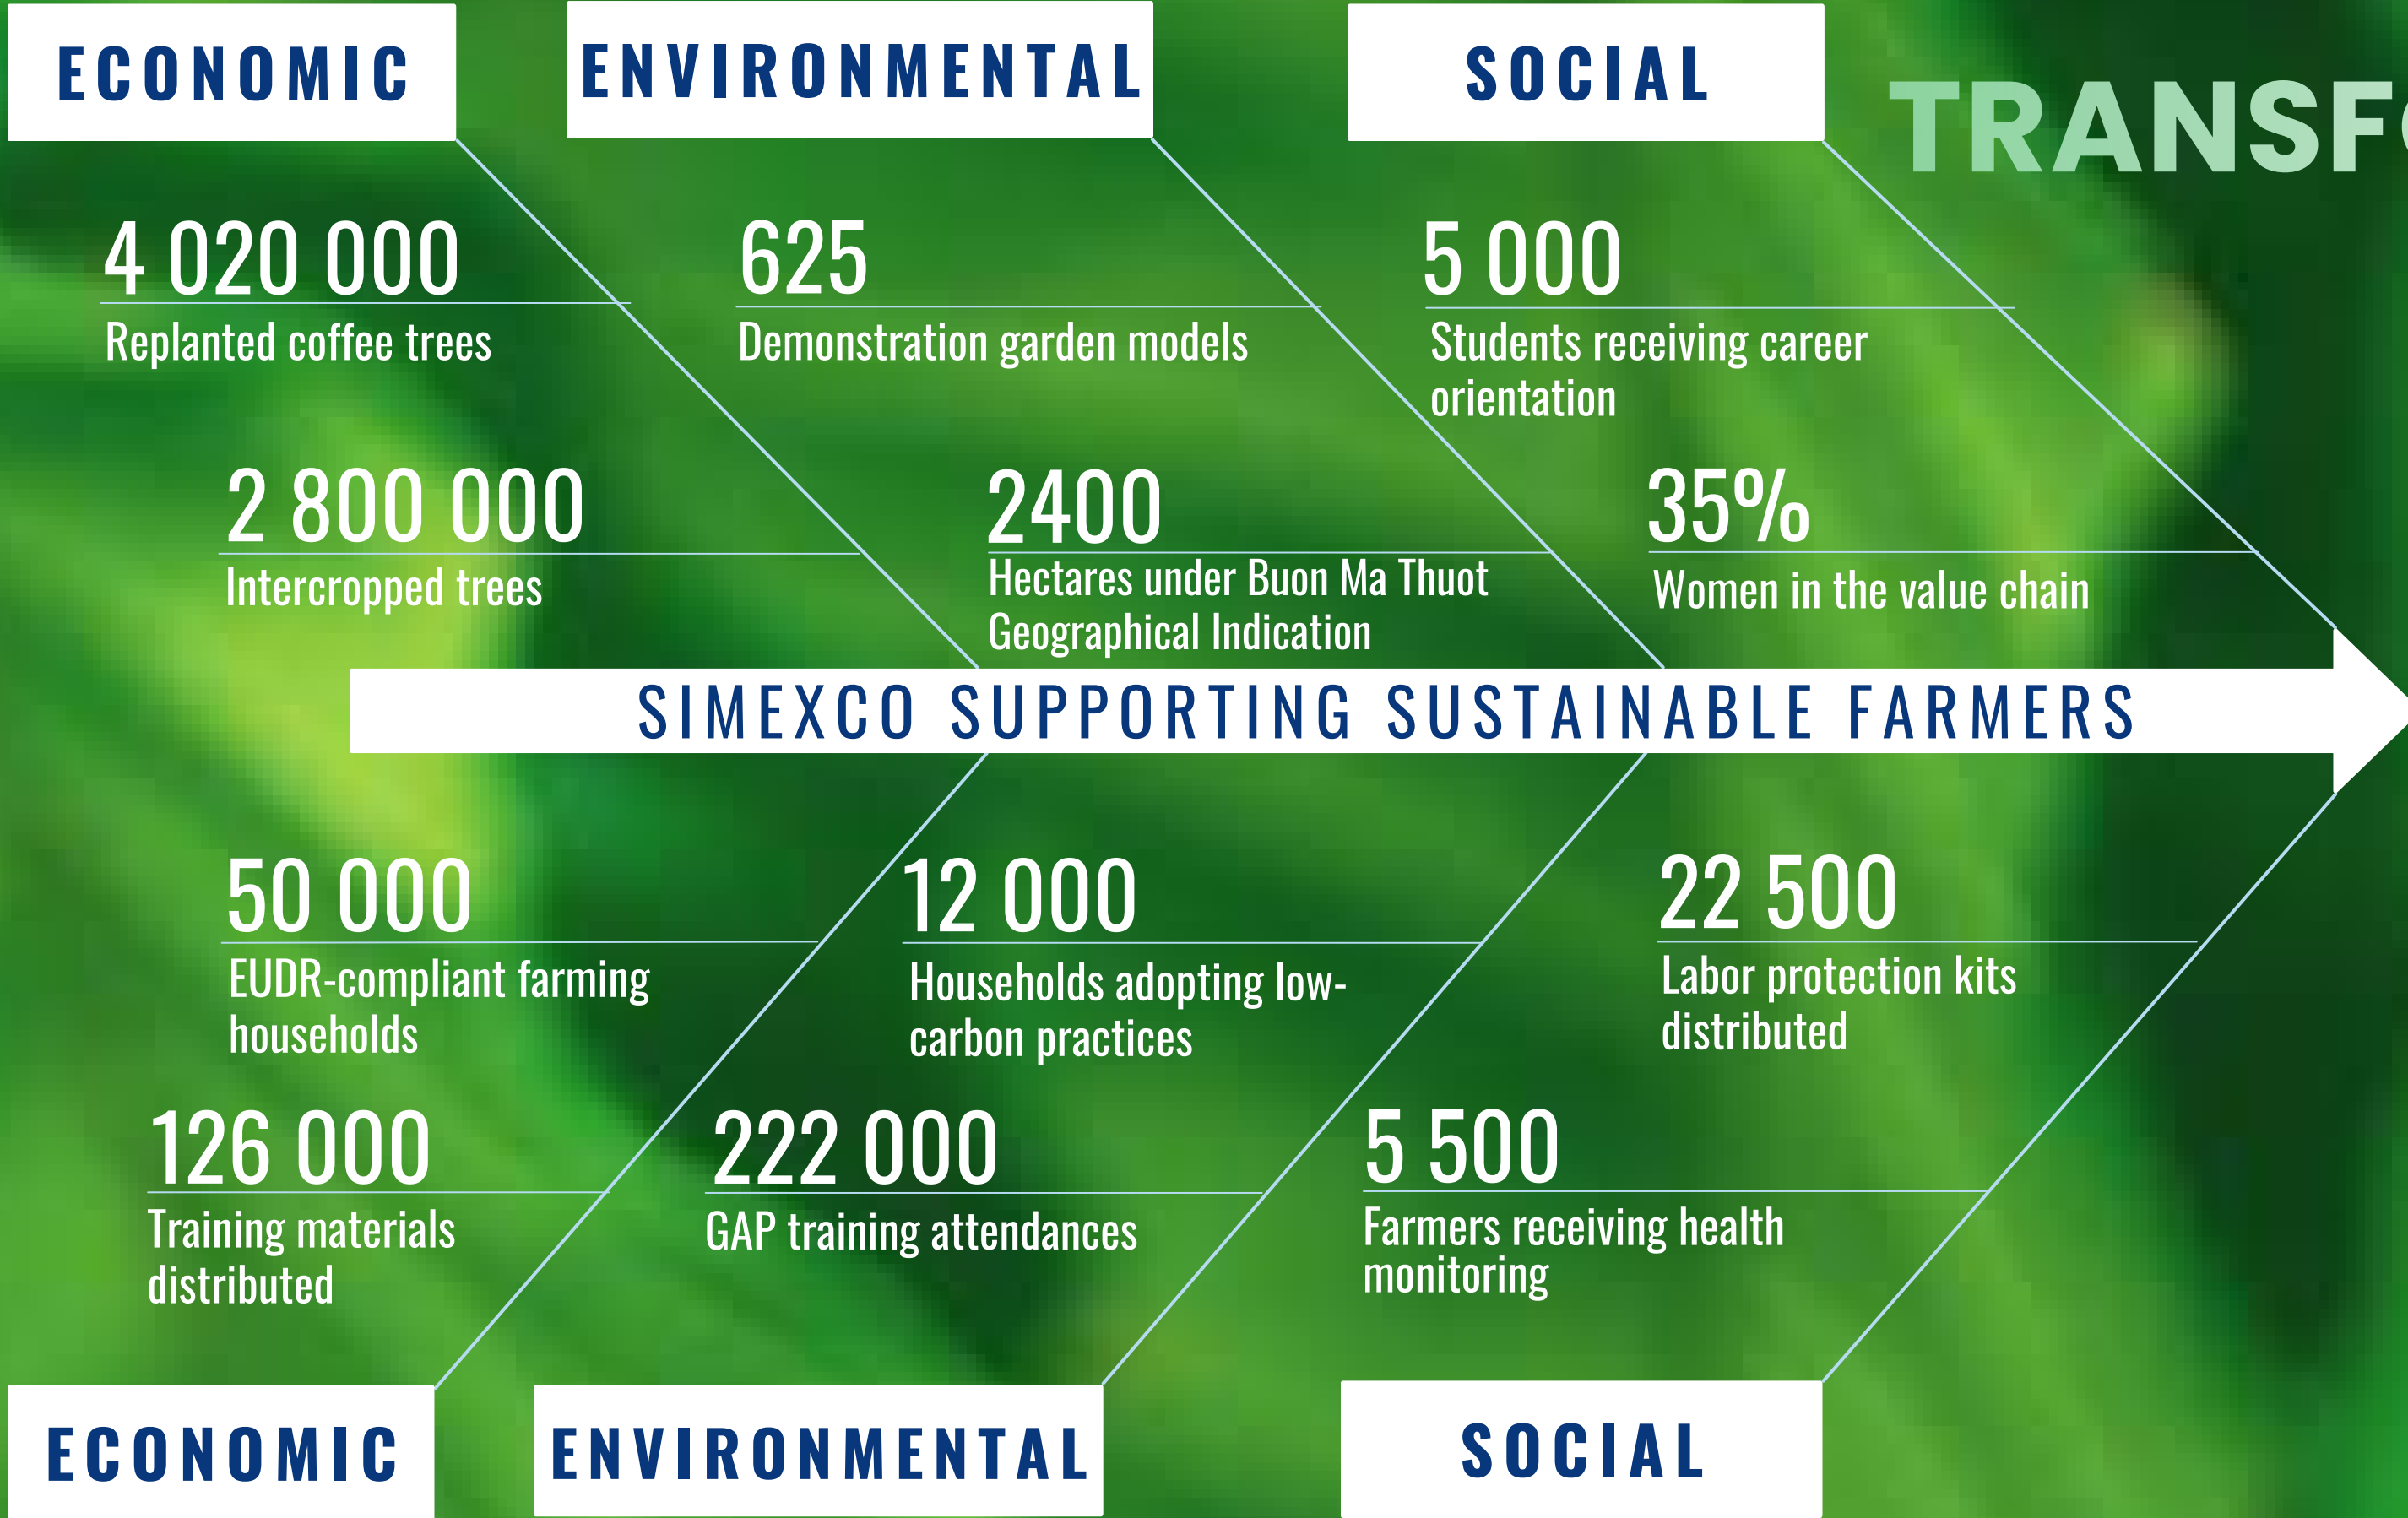 ECONOMIC
ENVIRONMENTAL
SOCIAL
TRANSF
4 020 000
Replanted coffee trees
625
Demonstration garden models
5 000
Students receiving career
orientation
2 800 000
Intercropped trees
2400
Hectares under Buon Ma Thuot
Geographical Indication
35%
Women in the value chain
SIMEXCO SUPPORTING SUSTAINABLE FARMERS
50 000
EUDR-compliant farming
households
12 000
Households adopting low-
carbon practices
22 500
Labor protection kits
distributed
126 000
Training materials
distributed
222 000
GAP training attendances
5 500
Farmers receiving health
monitoring
ECONOMIC
ENVIRONMENTAL
SOCIAL